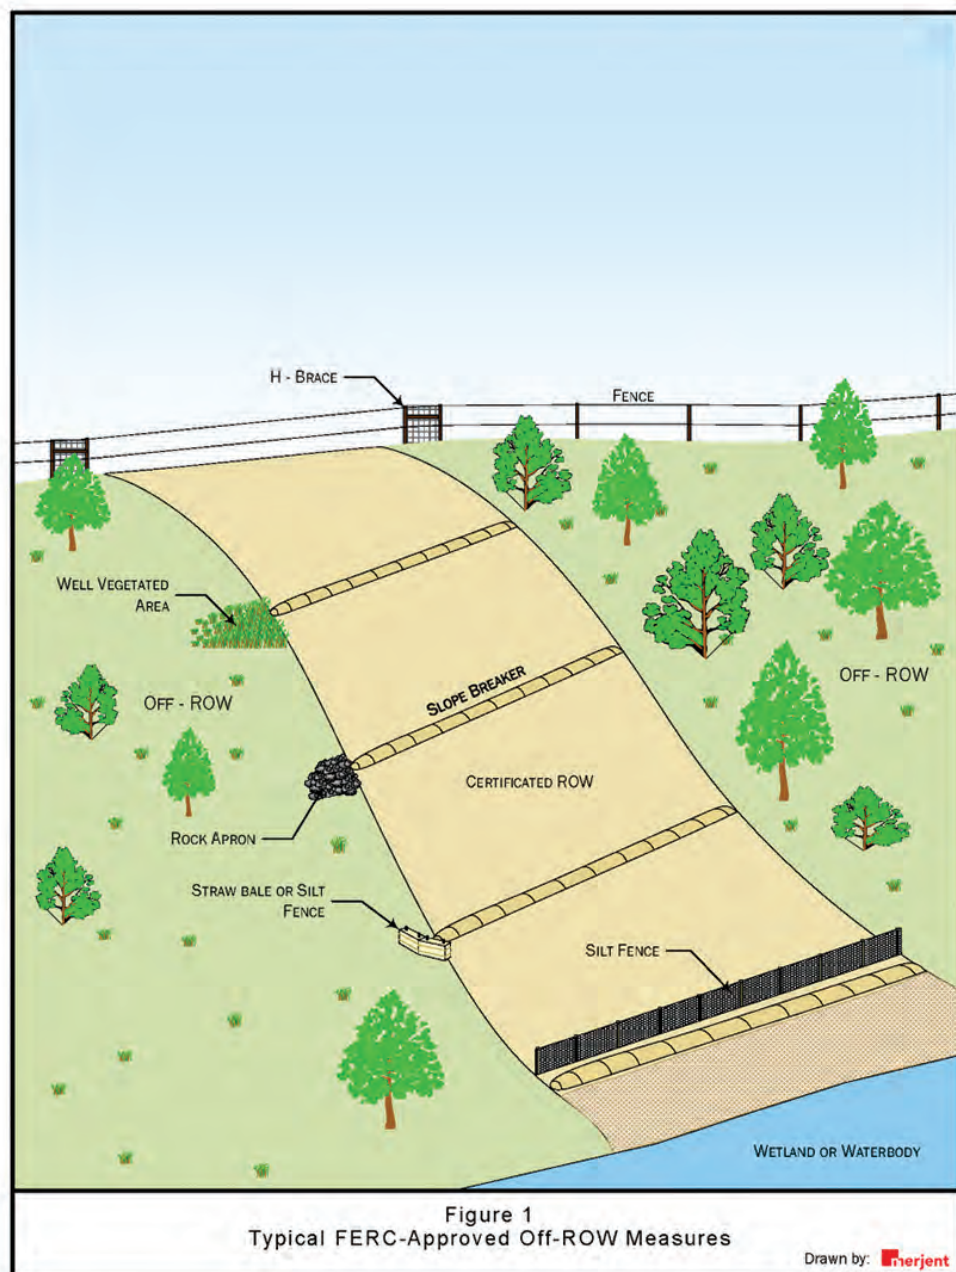 H - BRACE
FENCE
WELL VEGETATED
AREA
OFF - ROW
OFF - ROW
SLOPE BREAKER
CERTIFICATED ROW
ROCK APRON
STRAW BALE OR SILT
FENCE
SILT FENCE
WETLAND OR WATERBODY
Figure 1
Typical FERC-Approved Off-ROW Measures
Drawn by: merjent